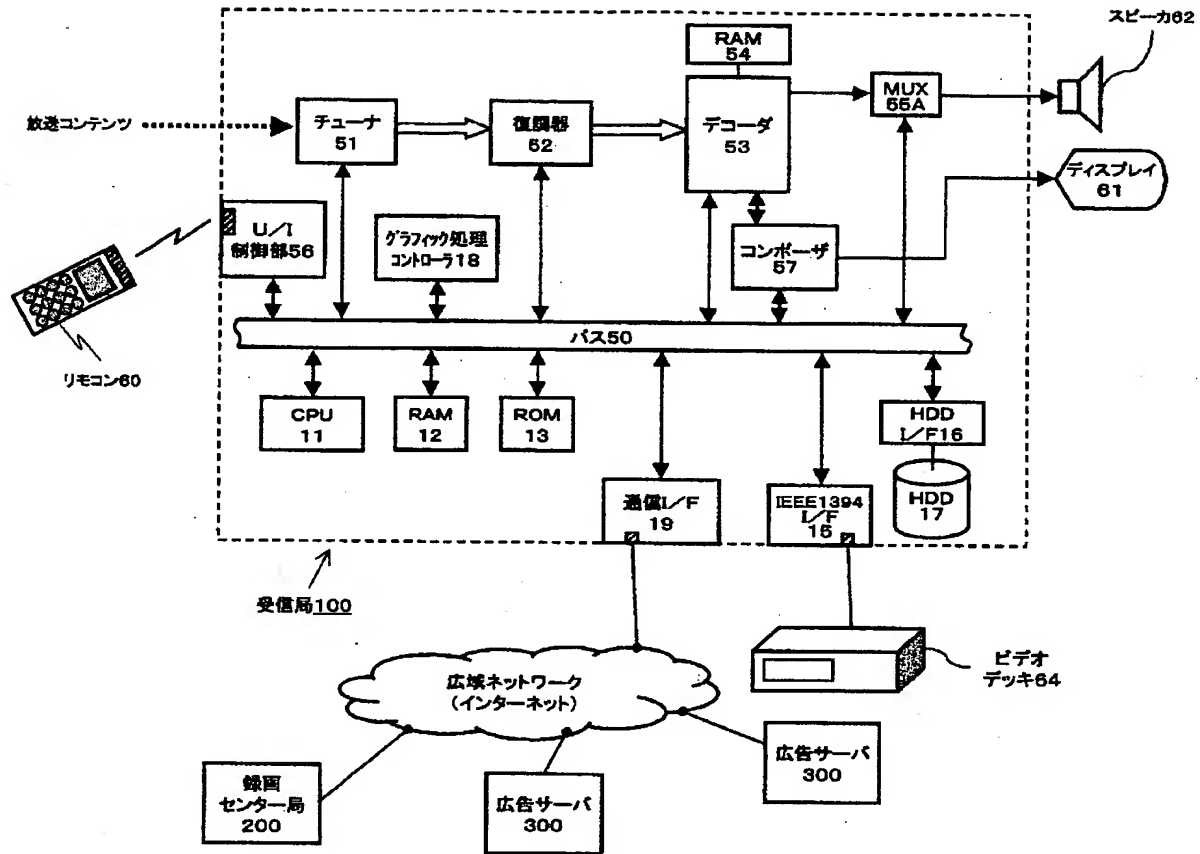 スピーカ62
RAM
54
MUX
55A
放送コンテンツ
チューナ
51
復調器
52
デコーダ
53
ディスプレイ
61
U/I
制御部56
グラフィック処理
コントローラ18
コンポーザ
57
バス50
リモコン60
CPU
11
RAM
12
ROM
13
HDD
I/F16
通信I/F
19
IEEE1394
I/F
15
HDD
17
受信局100
広域ネットワーク
(インターネット)
ビデオ
デッキ64
録画
センター局
200
広告サーバ
300
広告サーバ
300